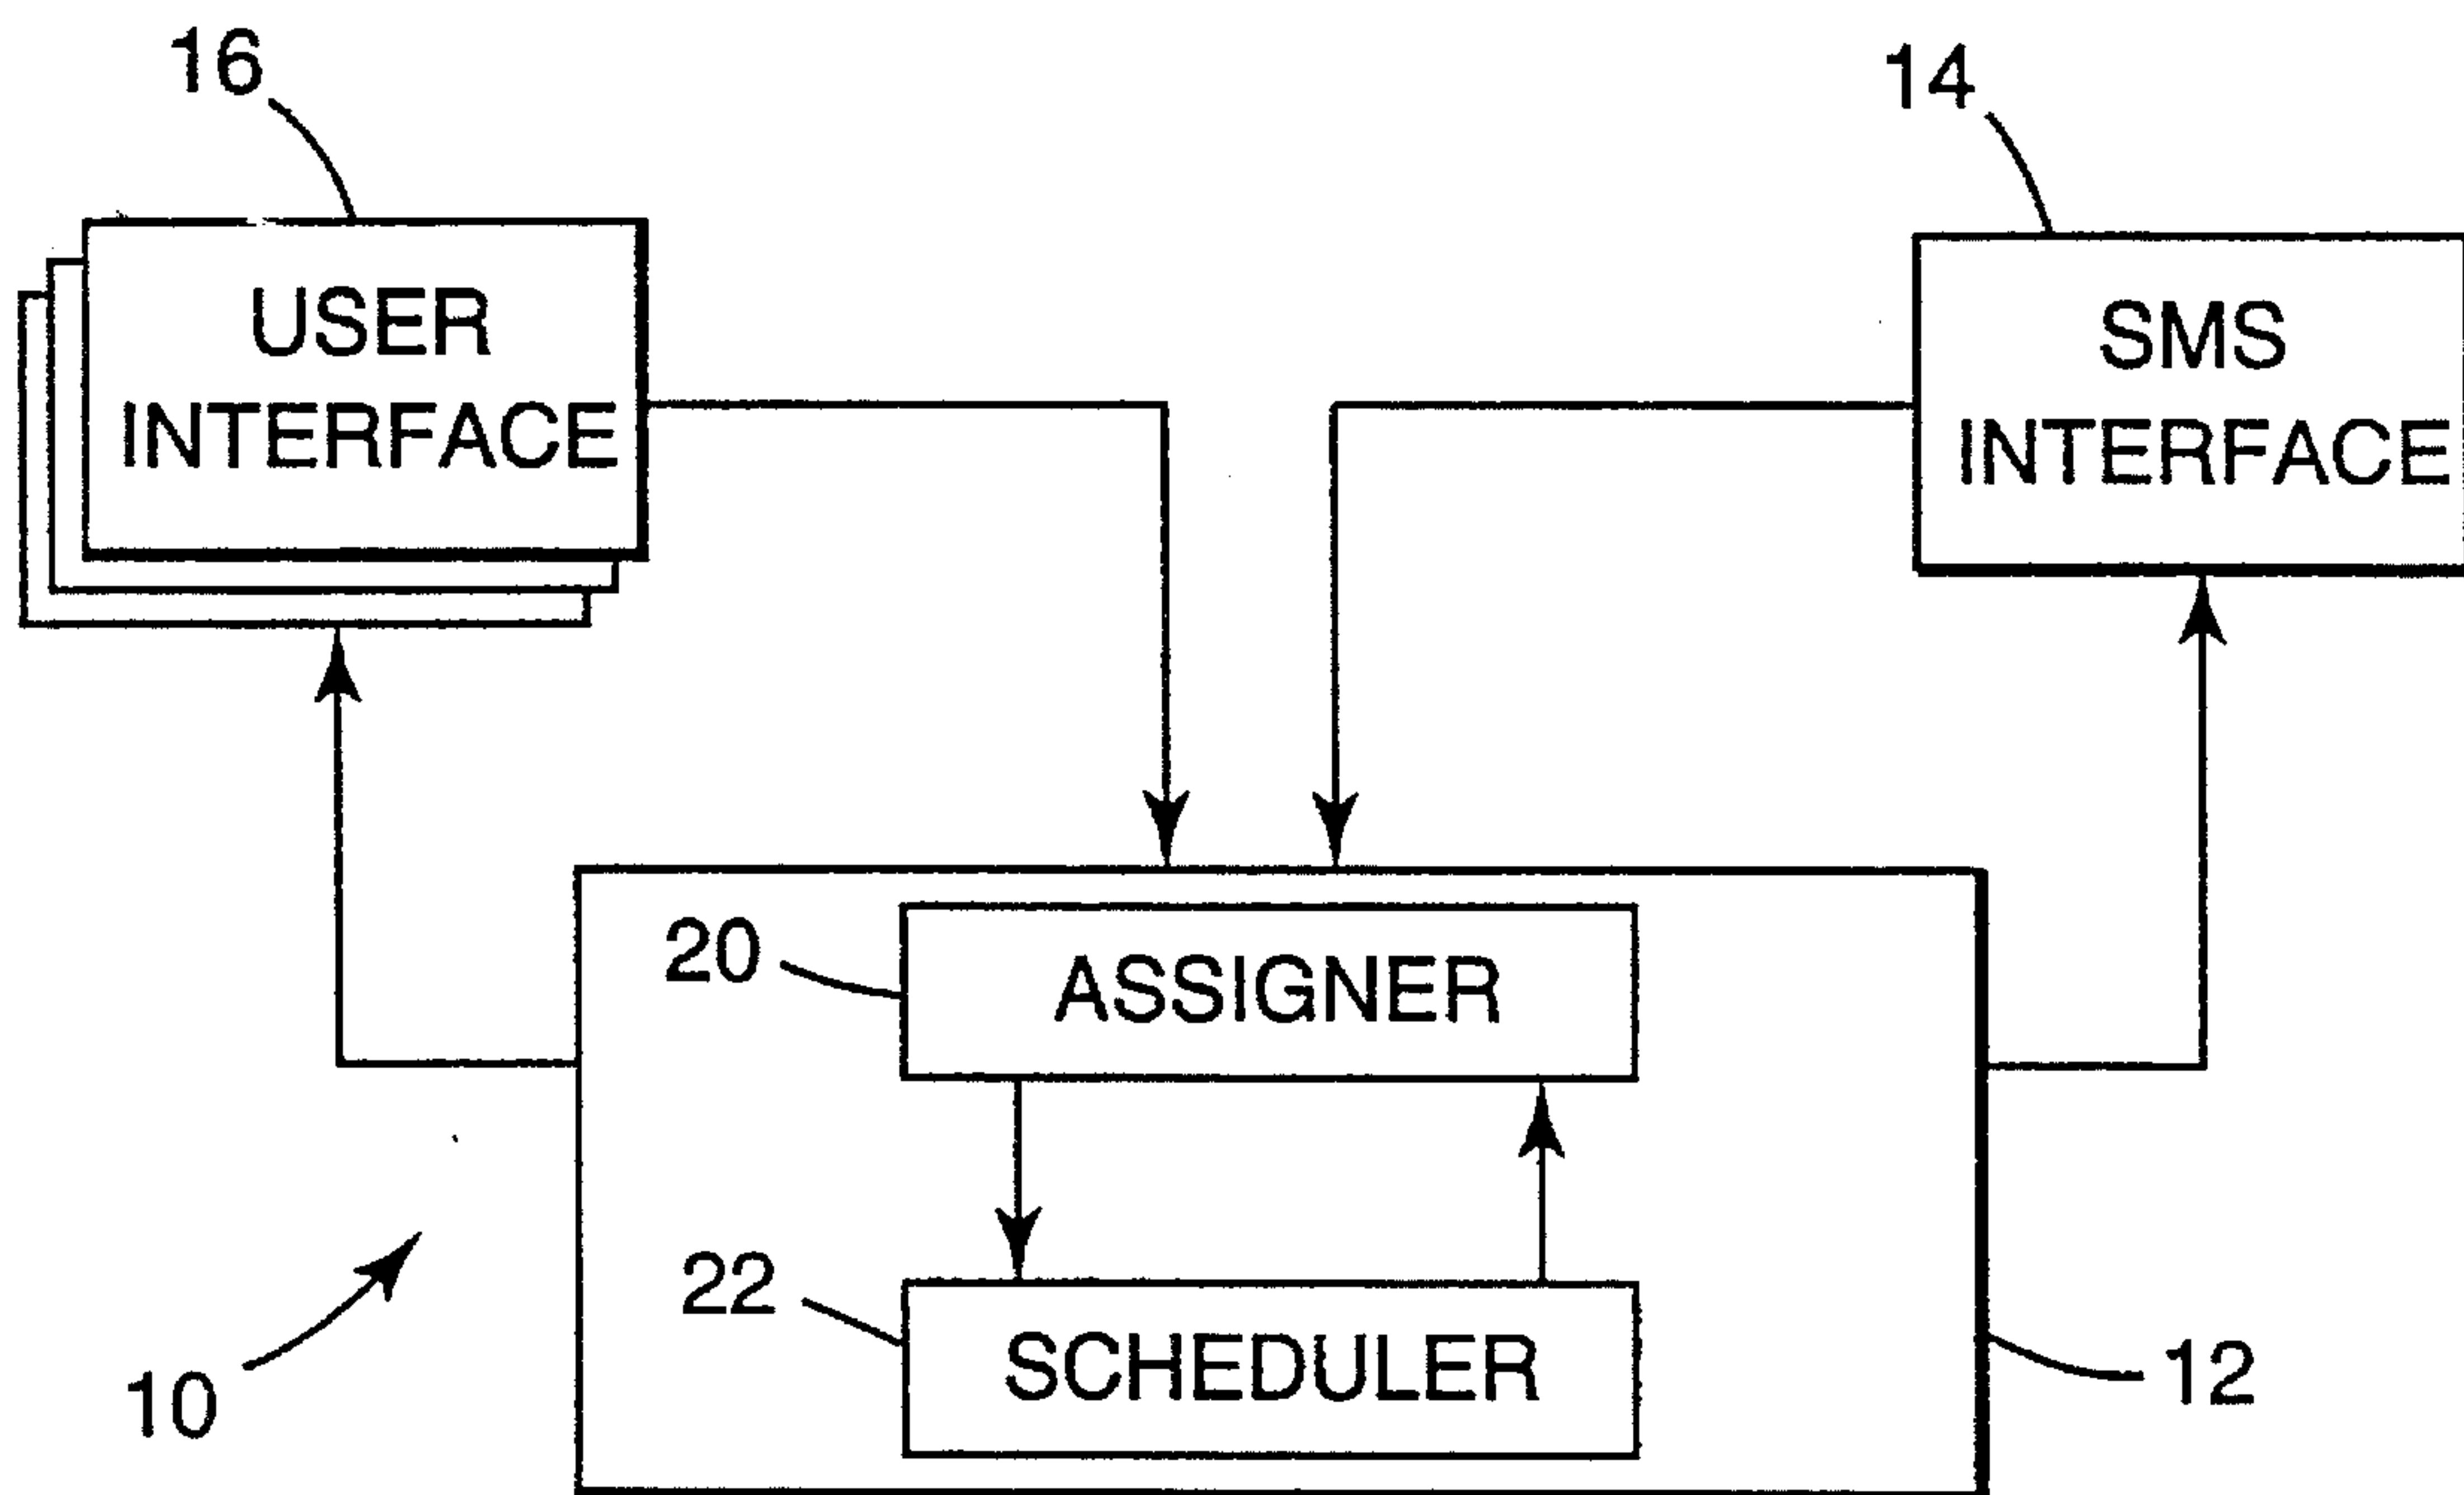 16
14
USER
INTERFACE
SMS
INTERFACE
20
ASSIGNER
22
SCHEDULER
10
12